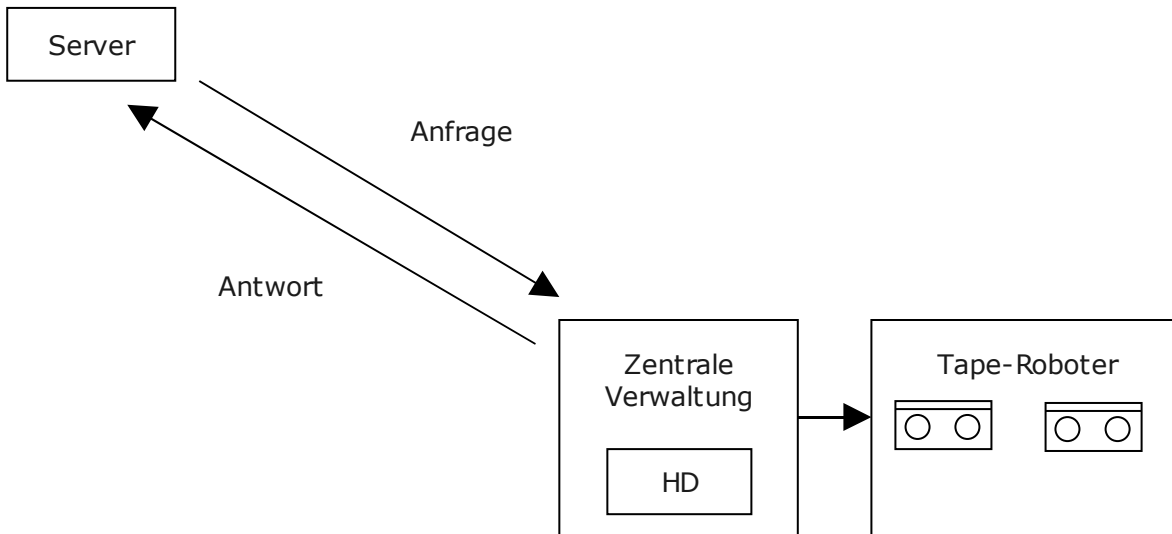 Server
Anfrage
Antwort
Zentrale
Verwaltung
HD
Tape-Roboter